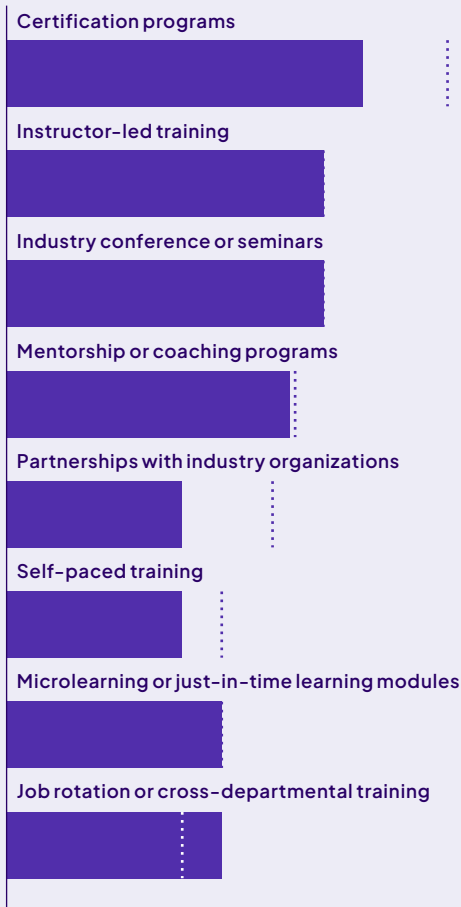 Certification programs
Instructor-led training
Industry conference or seminars
Mentorship or coaching programs
Partnerships with industry organizations
Self-paced training
Microlearning or just-in-time learning modules
Job rotation or cross-departmental training